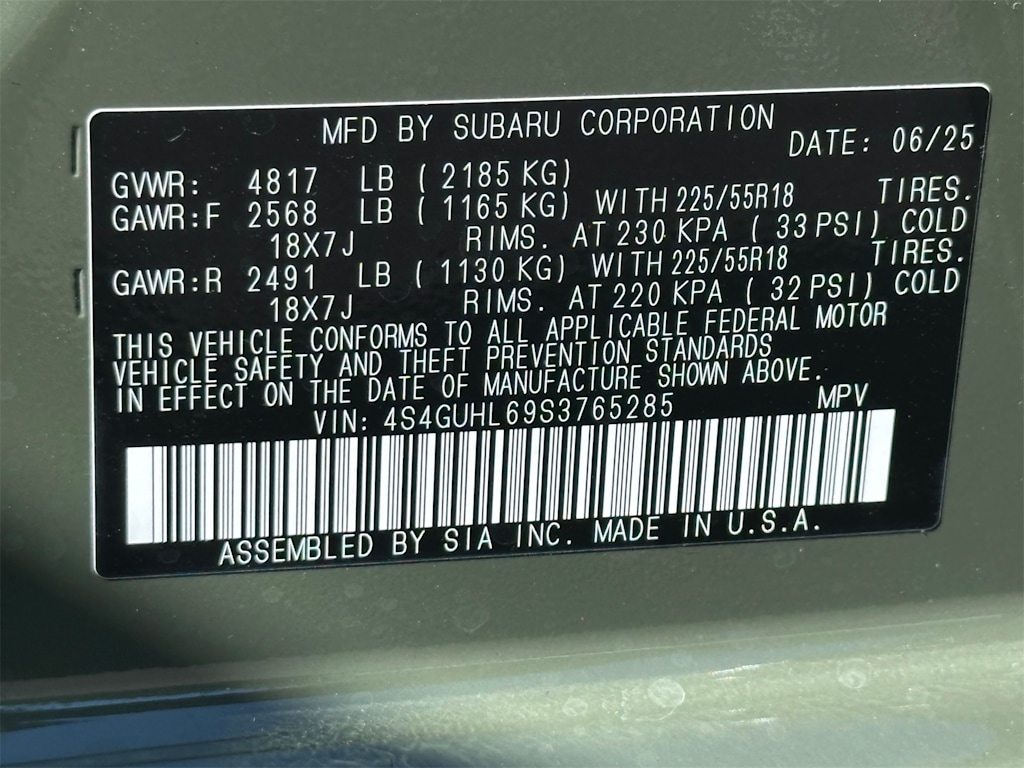 MFD BY SUBARU CORPORATION DATE: 06/25
GVWR: 4817 LB (2185 KG)
GAWR:F 2568 LB (1165 KG) WITH 225/55R18 TIRES.
18X7J RIMS. AT 230 KPA (33 PSI) COLD
GAWR:R 2491 LB (1130 KG) WITH 225/55R18 TIRES.
18X7J RIMS. AT 220 KPA (32 PSI) COLD
THIS VEHICLE CONFORMS TO ALL APPLICABLE FEDERAL MOTOR
VEHICLE SAFETY AND THEFT PREVENTION STANDARDS
IN EFFECT ON THE DATE OF MANUFACTURE SHOWN ABOVE.
VIN: 4S4GUHL69S3765285 MPV
ASSEMBLED BY SIA INC. MADE IN U.S.A.